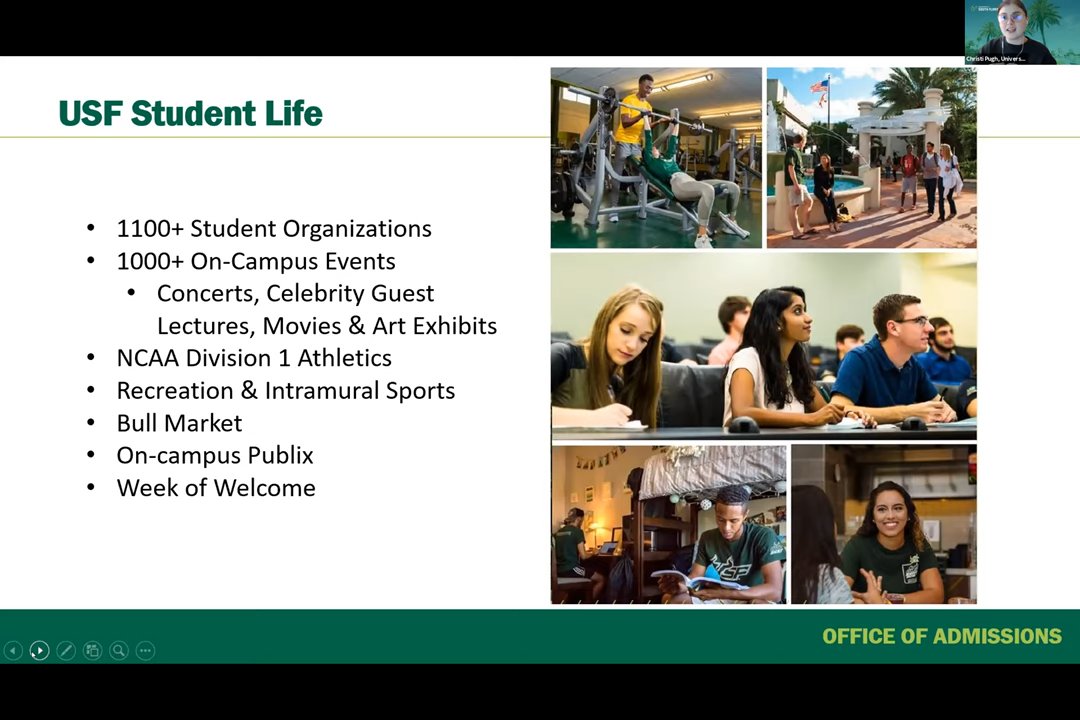 Christi Pugh, Univers...
USF Student Life
• 1100+ Student Organizations
• 1000+ On-Campus Events
• Concerts, Celebrity Guest
Lectures, Movies & Art Exhibits
• NCAA Division 1 Athletics
• Recreation & Intramural Sports
• Bull Market
• On-campus Publix
• Week of Welcome
USF
OFFICE OF ADMISSIONS